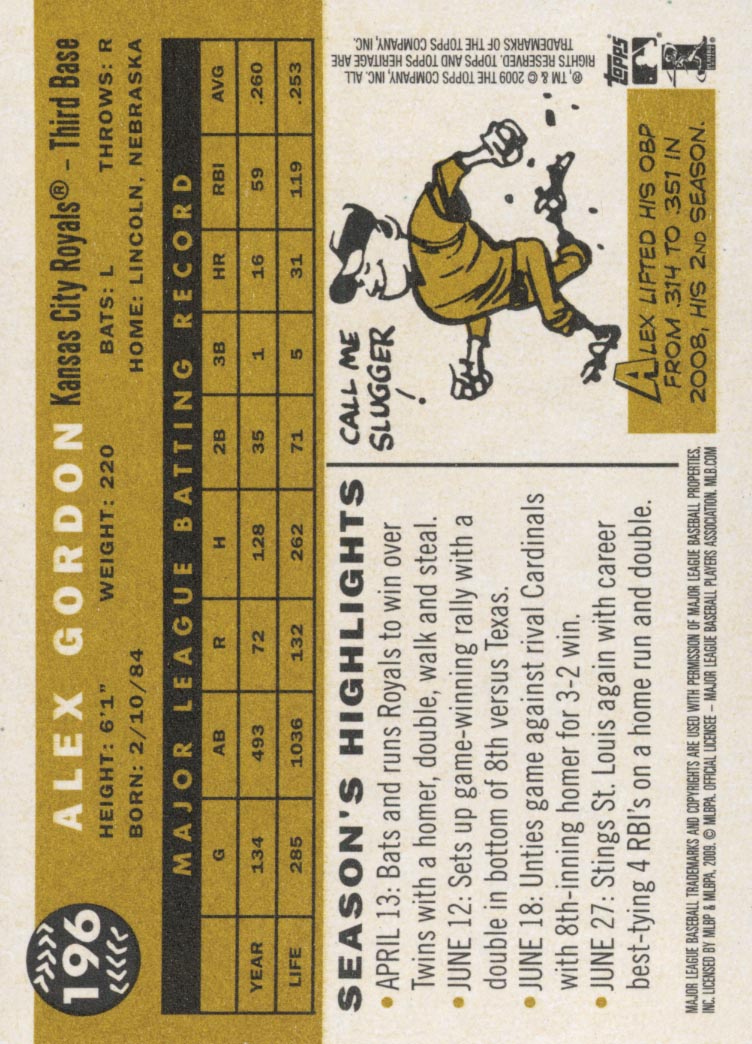 196
ALEX GORDON Kansas City Royals® – Third Base
HEIGHT: 6'1" WEIGHT: 220 BATS: L THROWS: R
BORN: 2/10/84 HOME: LINCOLN, NEBRASKA
MAJOR LEAGUE BATTING RECORD
G AB R H 2B 3B HR RBI AVG
YEAR 134 493 72 128 35 1 16 59 .260
LIFE 285 1036 132 262 71 5 31 119 .253
SEASON'S HIGHLIGHTS
• APRIL 13: Bats and runs Royals to win over
Twins with a homer, double, walk and steal.
• JUNE 12: Sets up game-winning rally with a
double in bottom of 8th versus Texas.
• JUNE 18: Unties game against rival Cardinals
with 8th-inning homer for 3-2 win.
• JUNE 27: Stings St. Louis again with career
best-tying 4 RBI's on a home run and double.
CALL ME
SLUGGER!
ALEX LIFTED HIS OBP
FROM .314 TO .351 IN
2008, HIS 2ND SEASON.
®, TM & © 2009 THE TOPPS COMPANY, INC. ALL
RIGHTS RESERVED. TOPPS AND TOPPS HERITAGE ARE
TRADEMARKS OF THE TOPPS COMPANY, INC.
topps
MAJOR LEAGUE BASEBALL TRADEMARKS AND COPYRIGHTS ARE USED WITH PERMISSION OF MAJOR LEAGUE BASEBALL PROPERTIES,
INC. LICENSED BY MLBP & MLBPA, 2009. © MLBPA. OFFICIAL LICENSEE – MAJOR LEAGUE BASEBALL PLAYERS ASSOCIATION. MLB.COM